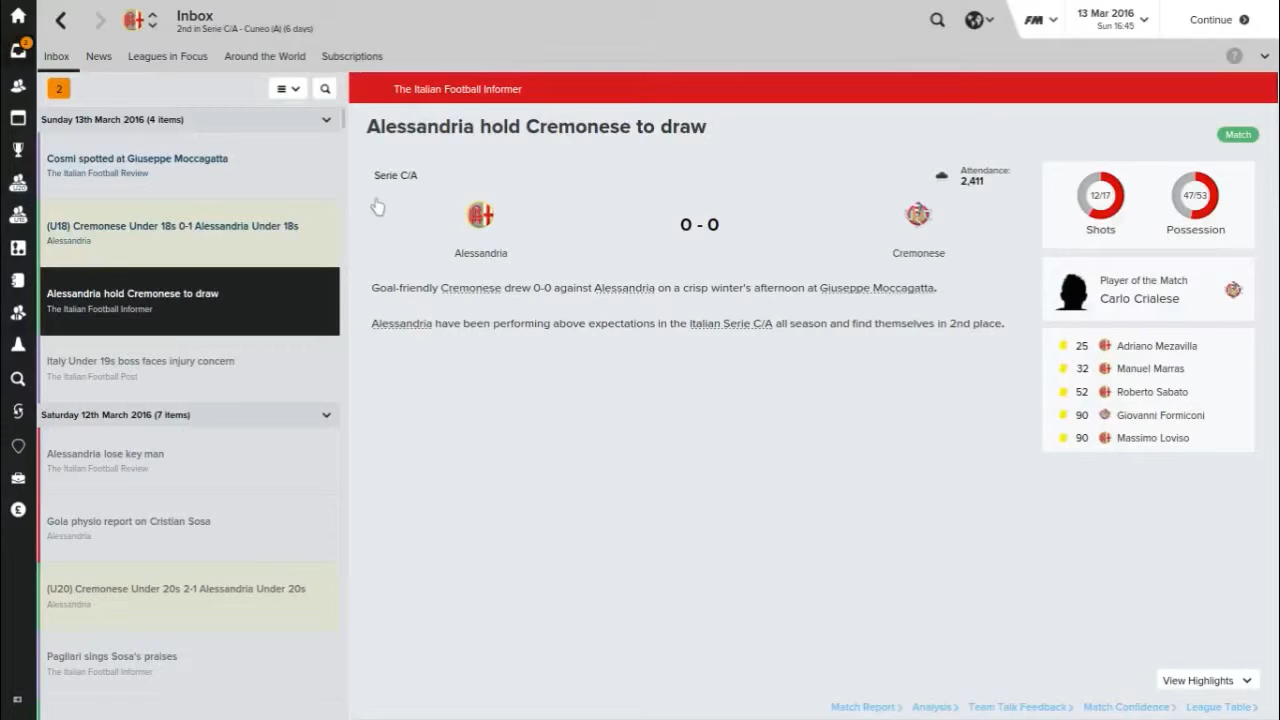 Inbox
2nd in Serie C/A - Cuneo (A) (6 days)
FM
13 Mar 2016
Sun 16:45
Continue
2
Inbox News Leagues in Focus Around the World Subscriptions
?
2
The Italian Football Informer
Sunday 13th March 2016 (4 items)
Cosmi spotted at Giuseppe Moccagatta
The Italian Football Review
(U18) Cremonese Under 18s 0-1 Alessandria Under 18s
Alessandria
Alessandria hold Cremonese to draw
The Italian Football Informer
Italy Under 19s boss faces injury concern
The Italian Football Post
Saturday 12th March 2016 (7 items)
Alessandria lose key man
The Italian Football Review
Gola physio report on Cristian Sosa
Alessandria
(U20) Cremonese Under 20s 2-1 Alessandria Under 20s
Alessandria
Pagliari sings Sosa's praises
The Italian Football Informer
Alessandria hold Cremonese to draw
Match
Serie C/A
Attendance:
2,411
0 - 0
Alessandria
Cremonese
Goal-friendly Cremonese drew 0-0 against Alessandria on a crisp winter's afternoon at Giuseppe Moccagatta.
Alessandria have been performing above expectations in the Italian Serie C/A all season and find themselves in 2nd place.
12/17
47/53
Shots
Possession
Player of the Match
Carlo Crialese
25 Adriano Mezavilla
32 Manuel Marras
52 Roberto Sabato
90 Giovanni Formiconi
90 Massimo Loviso
View Highlights
Match Report Analysis Team Talk Feedback Match Confidence League Table